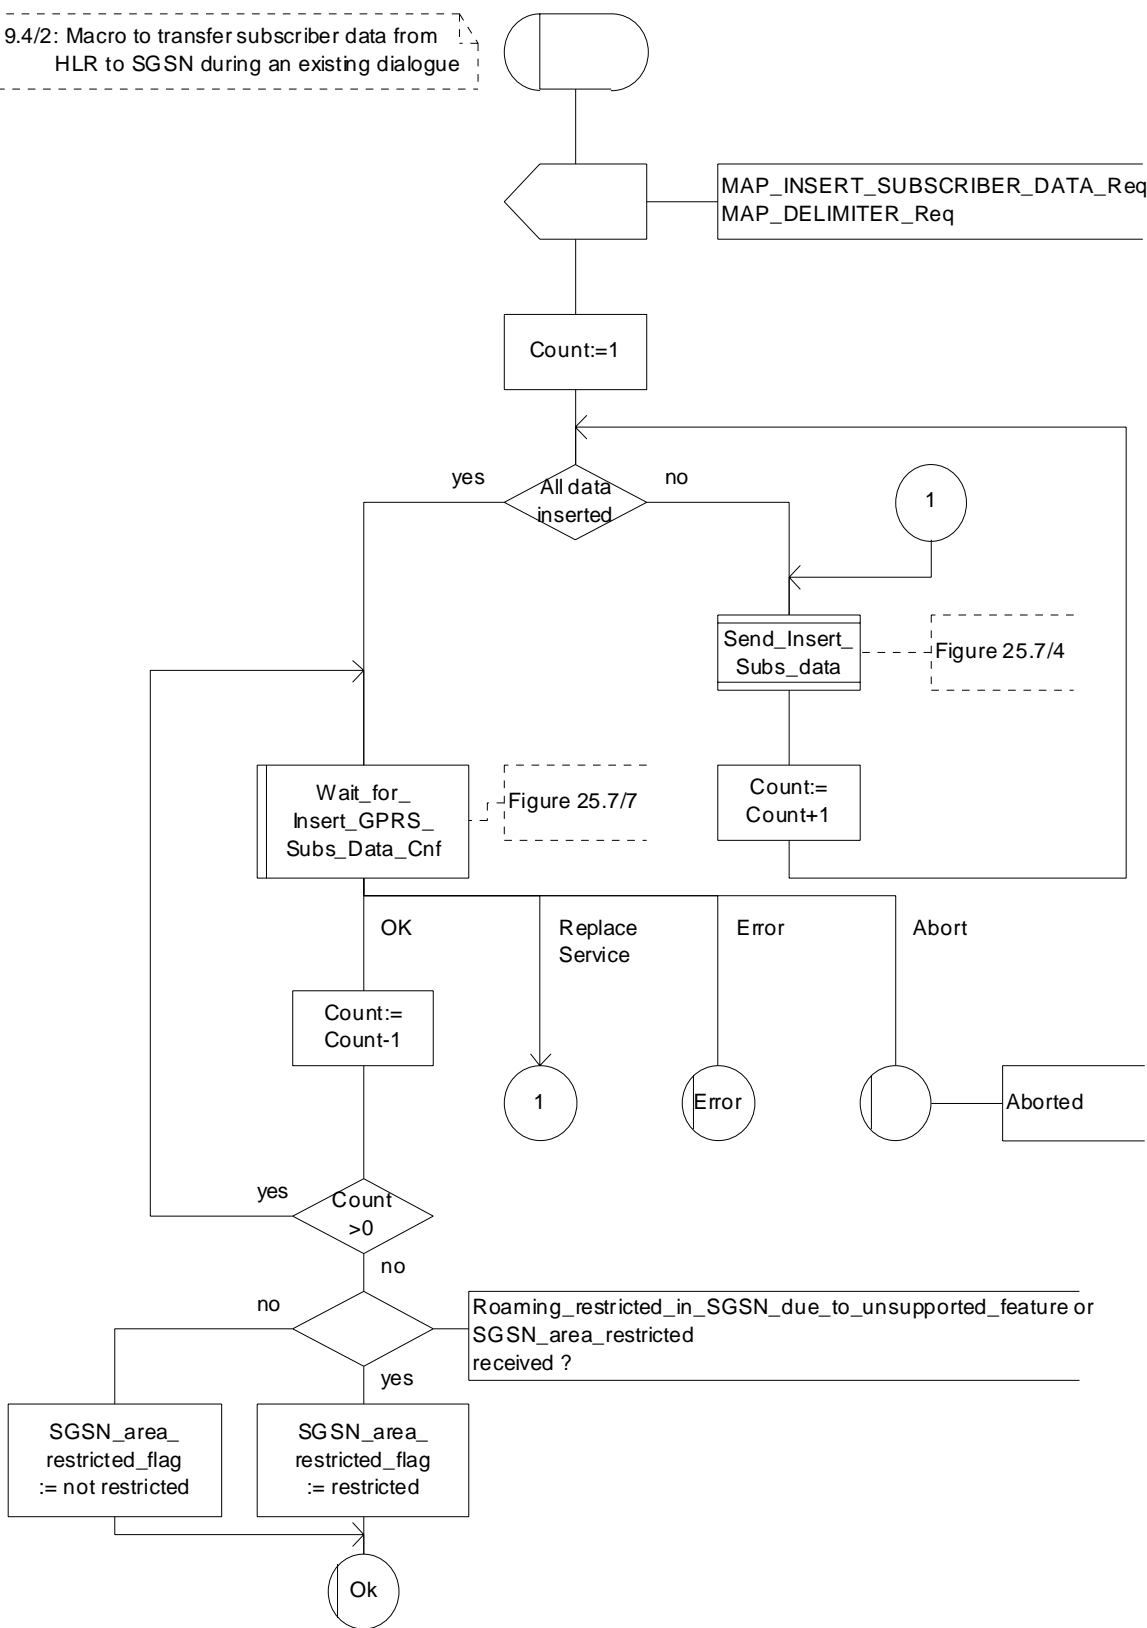 9.4/2: Macro to transfer subscriber data from
HLR to SGSN during an existing dialogue
MAP_INSERT_SUBSCRIBER_DATA_Req
MAP_DELIMITER_Req
Count:=1
yes
All data
inserted
no
1
Send_Insert_
Subs_data
Figure 25.7/4
Wait_for_
Insert_GPRS_
Subs_Data_Cnf
Figure 25.7/7
Count:=
Count+1
OK
Replace
Service
Error
Abort
Count:=
Count-1
1
Error
Aborted
yes
Count
>0
no
no
Roaming_restricted_in_SGSN_due_to_unsupported_feature or
SGSN_area_restricted
received ?
yes
SGSN_area_
restricted_flag
:= not restricted
SGSN_area_
restricted_flag
:= restricted
Ok